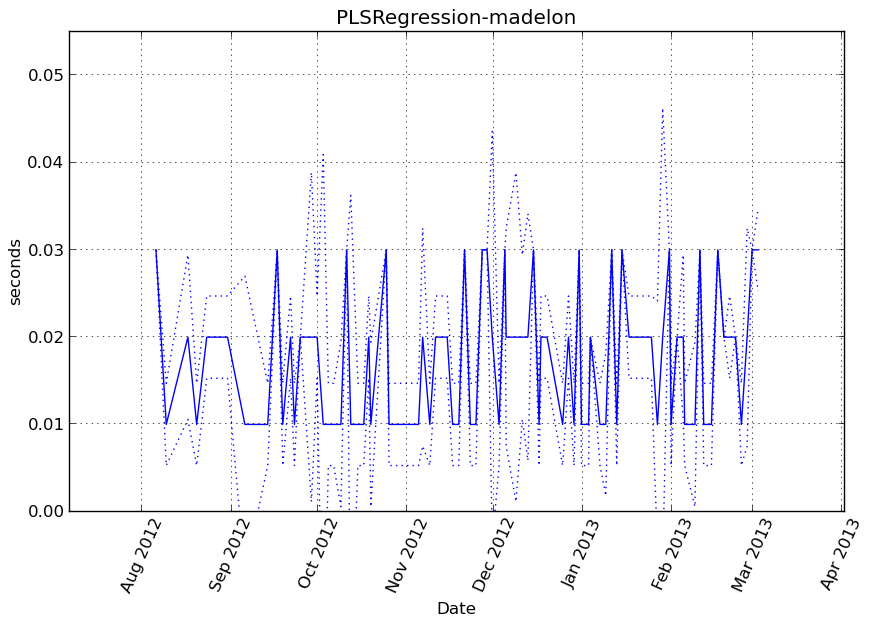 PLSRegression-madelon
0.05
0.04
0.03
0.02
0.01
0.00
seconds
Aug 2012
Sep 2012
Oct 2012
Nov 2012
Dec 2012
Jan 2013
Feb 2013
Mar 2013
Apr 2013
Date